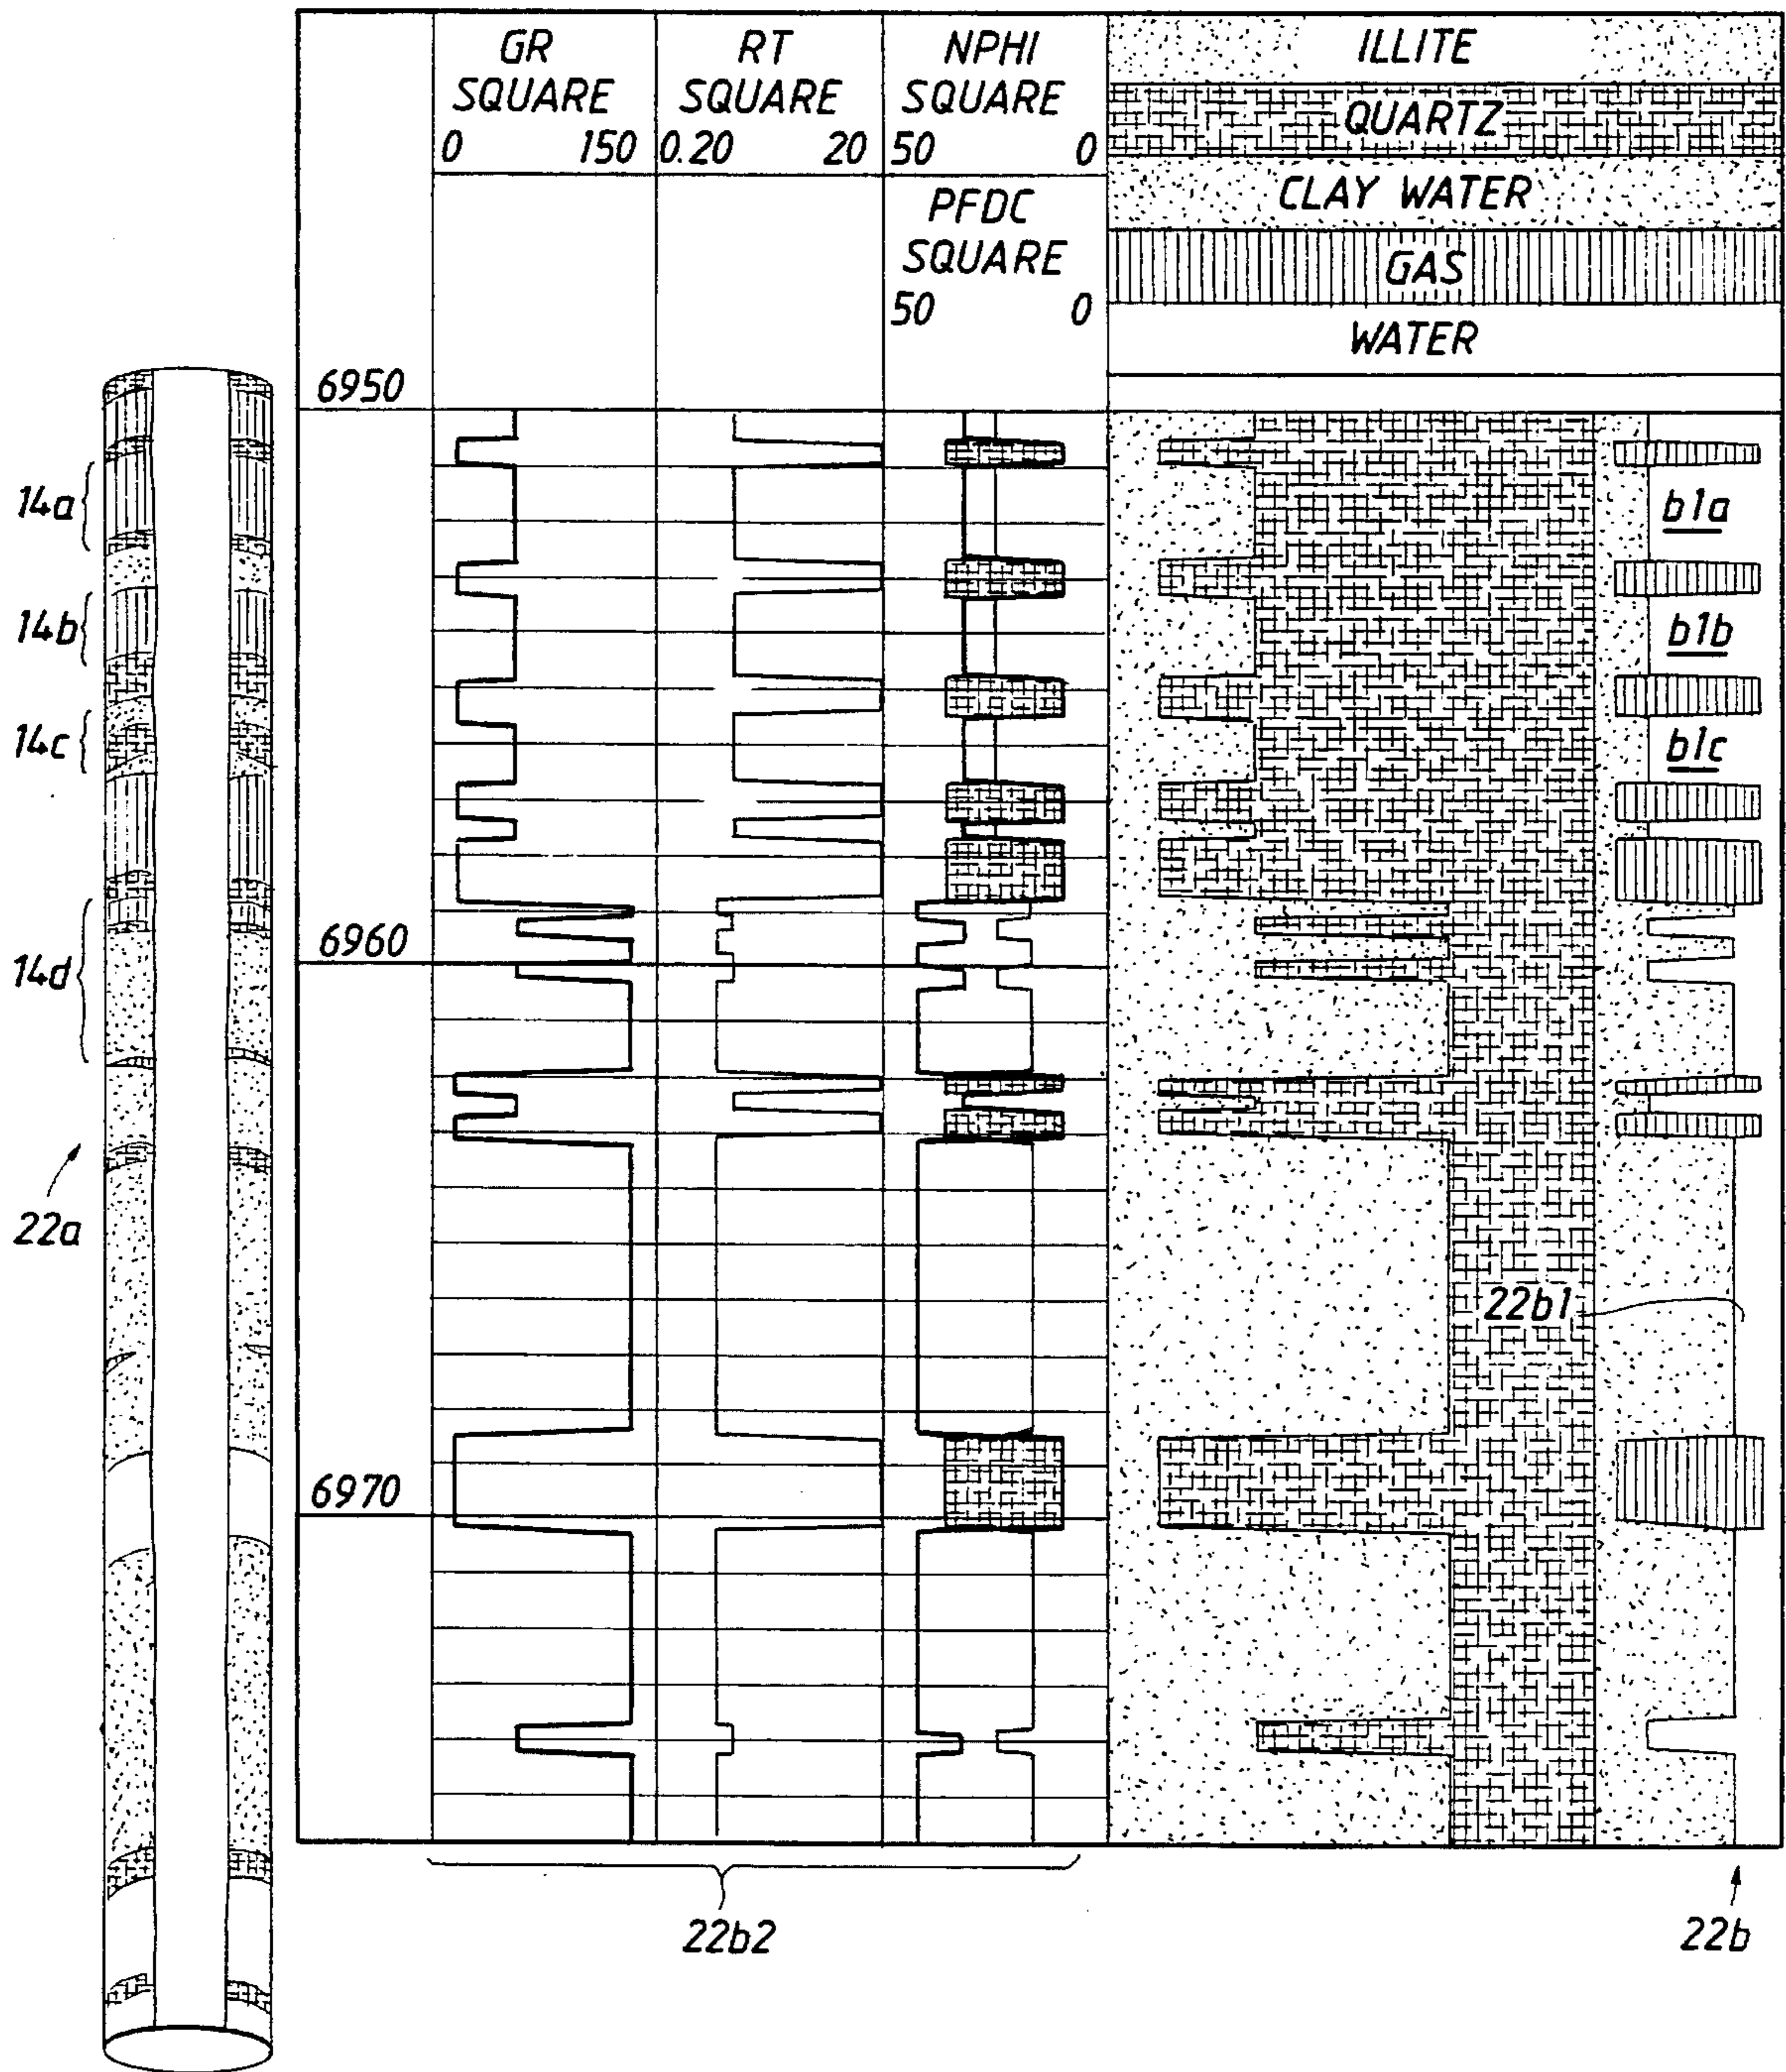 GR
SQUARE
0 150
RT
SQUARE
0.20 20
NPHI
SQUARE
50 0
PFDC
SQUARE
50 0
ILLITE
QUARTZ
CLAY WATER
GAS
WATER
6950
14a
b1a
14b
b1b
14c
b1c
6960
14d
22a
22b1
6970
22b2
22b